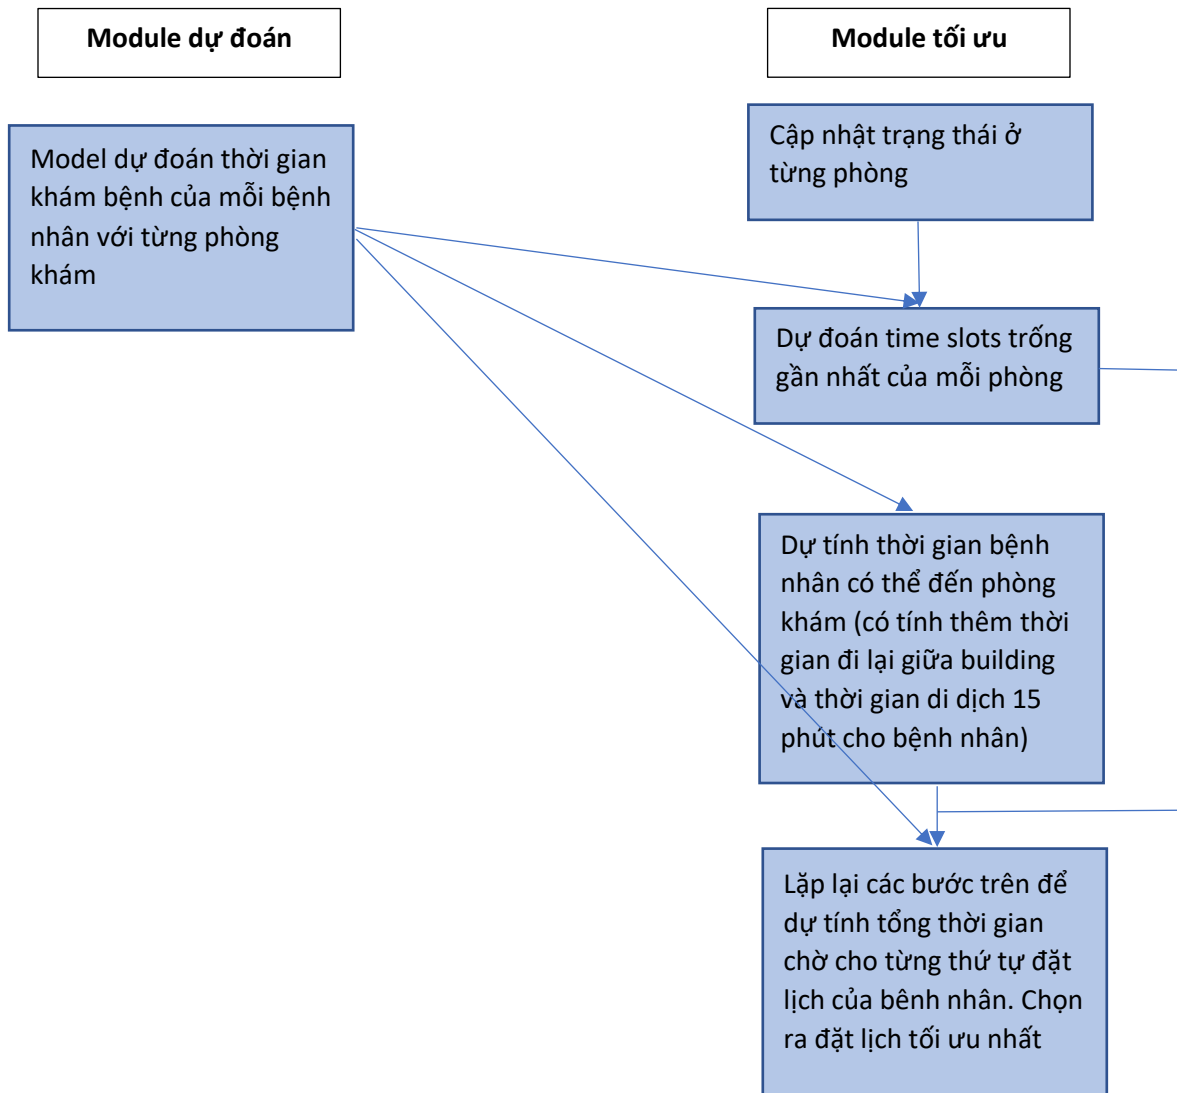 Module dự đoán
Module tối ưu
Model dự đoán thời gian
khám bệnh của mỗi bệnh
nhân với từng phòng
khám
Cập nhật trạng thái ở
từng phòng
Dự đoán time slots trống
gần nhất của mỗi phòng
Dự tính thời gian bệnh
nhân có thể đến phòng
khám (có tính thêm thời
gian đi lại giữa building
và thời gian di dịch 15
phút cho bệnh nhân)
Lặp lại các bước trên để
dự tính tổng thời gian
chờ cho từng thứ tự đặt
lịch của bênh nhân. Chọn
ra đặt lịch tối ưu nhất